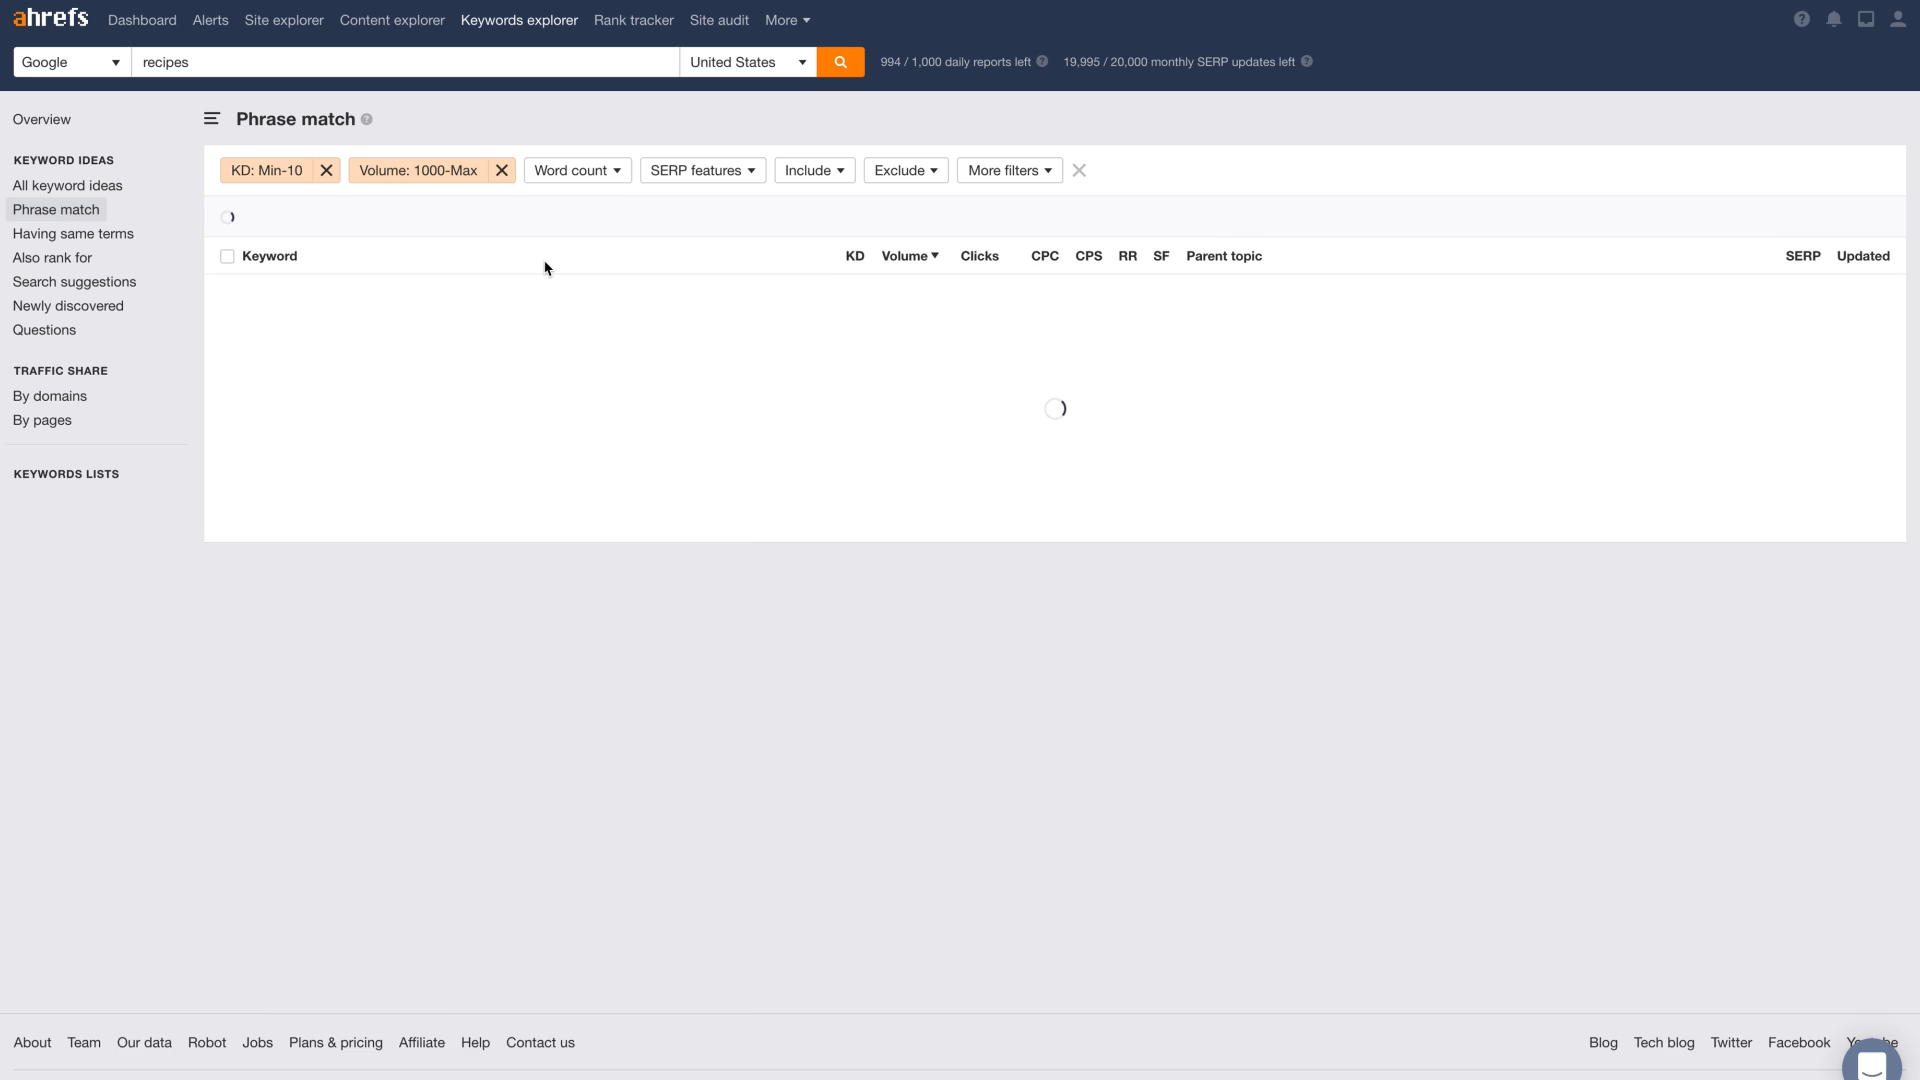 ahrefs Dashboard Alerts Site explorer Content explorer Keywords explorer Rank tracker Site audit More
Google recipes United States 994 / 1,000 daily reports left 19,995 / 20,000 monthly SERP updates left
Overview
Phrase match
KEYWORD IDEAS
KD: Min-10 Volume: 1000-Max Word count SERP features Include Exclude More filters
All keyword ideas
Phrase match
Having same terms
Keyword KD Volume Clicks CPC CPS RR SF Parent topic SERP Updated
Also rank for
Search suggestions
Newly discovered
Questions
TRAFFIC SHARE
By domains
By pages
KEYWORDS LISTS
About Team Our data Robot Jobs Plans & pricing Affiliate Help Contact us Blog Tech blog Twitter Facebook